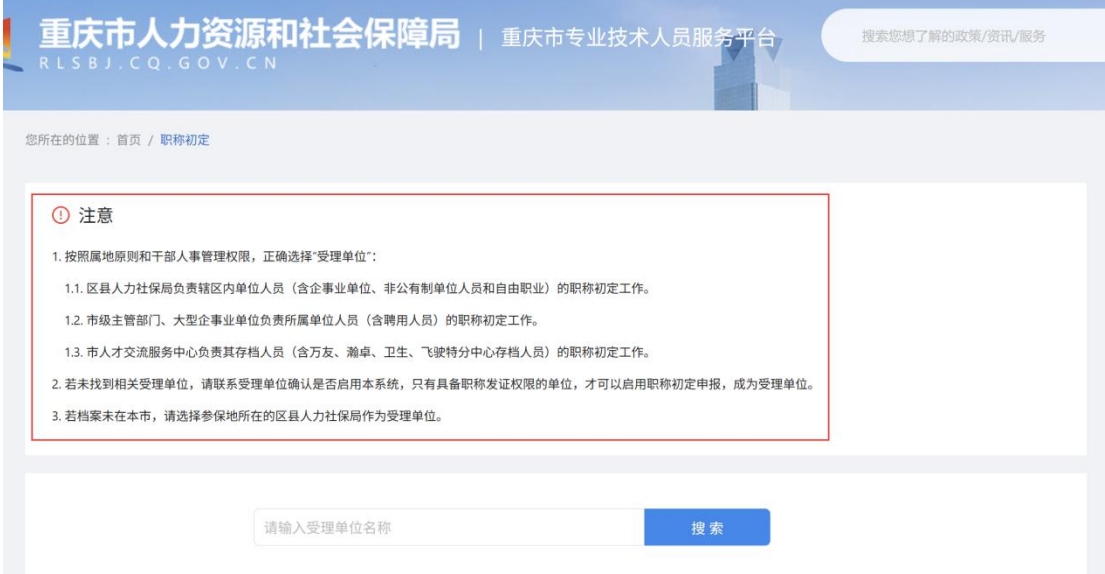 重庆市人力资源和社会保障局 | 重庆市专业技术人员服务平台
搜索您想了解的政策/资讯/服务
RLSBJ.CQ.GOV.CN
您所在的位置 : 首页 / 职称初定
注意
1. 按照属地原则和干部人事管理权限，正确选择"受理单位"：
1.1. 区县人力社保局负责辖区内单位人员（含企事业单位、非公有制单位人员和自由职业）的职称初定工作。
1.2. 市级主管部门、大型企事业单位负责所属单位人员（含聘用人员）的职称初定工作。
1.3. 市人才交流服务中心负责其存档人员（含万友、瀚卓、卫生、飞驶特分中心存档人员）的职称初定工作。
2. 若未找到相关受理单位，请联系受理单位确认是否启用本系统，只有具备职称发证权限的单位，才可以启用职称初定申报，成为受理单位。
3. 若档案未在本市，请选择参保地所在的区县人力社保局作为受理单位。
请输入受理单位名称
搜 索